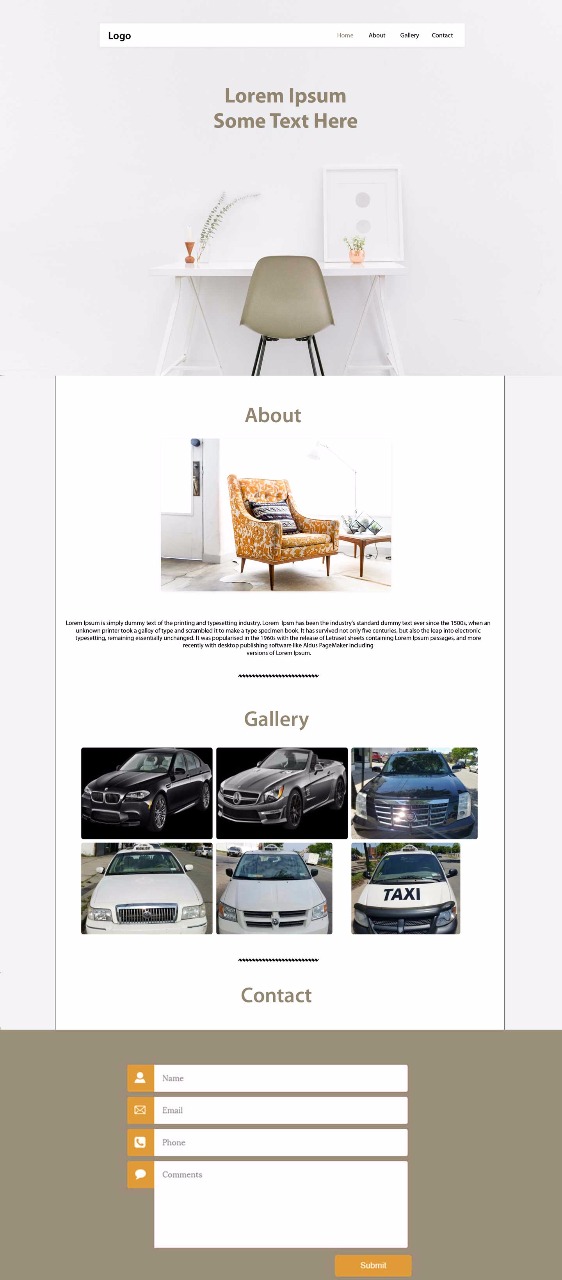 Logo
Home About Gallery Contact
Lorem Ipsum
Some Text Here
About
Lorem Ipsum is simply dummy text of the printing and typesetting industry. Lorem Ipsm has been the industry's standard dummy text ever since the 1500s, when an
unknown printer took a galley of type and scrambled it to make a type specimen book. It has survived not only five centuries, but also the leap into electronic
typesetting, remaining essentially unchanged. It was popularised in the 1960s with the release of Letraset sheets containing Lorem Ipsum passages, and more
recently with desktop publishing software like Aldus PageMaker including
versions of Lorem Ipsum.
Gallery
TAXI
Contact
Name
Email
Phone
Comments
Submit